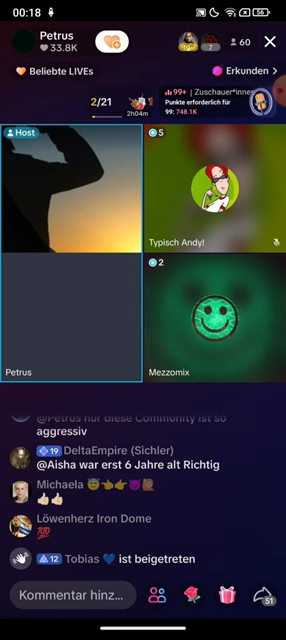 00:18
56
Petrus
33.8K
60
Beliebte LIVEs
Erkunden
2/21
2h04m
99+ | Zuschauer*innen
Punkte erforderlich für
99: 748.1K
Host
5
Typisch Andy!
2
Petrus
Mezzomix
@Petrus nur diese Community ist so
aggressiv
19 DeltaEmpire (Sichler)
@Aisha war erst 6 Jahre alt Richtig
Michaela 😇👈👉😈🙋🏽
👍🏻👍🏻
Löwenherz Iron Dome
💯
12 Tobias 💙 ist beigetreten
Kommentar hinz...
51